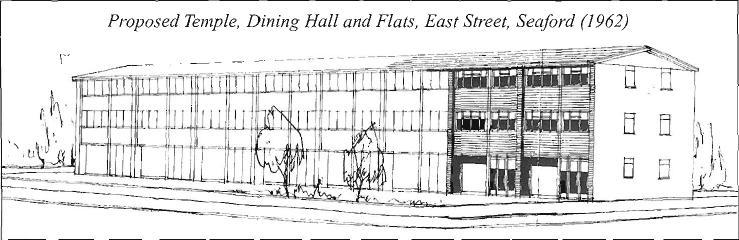 Proposed Temple, Dining Hall and Flats, East Street, Seaford (1962)